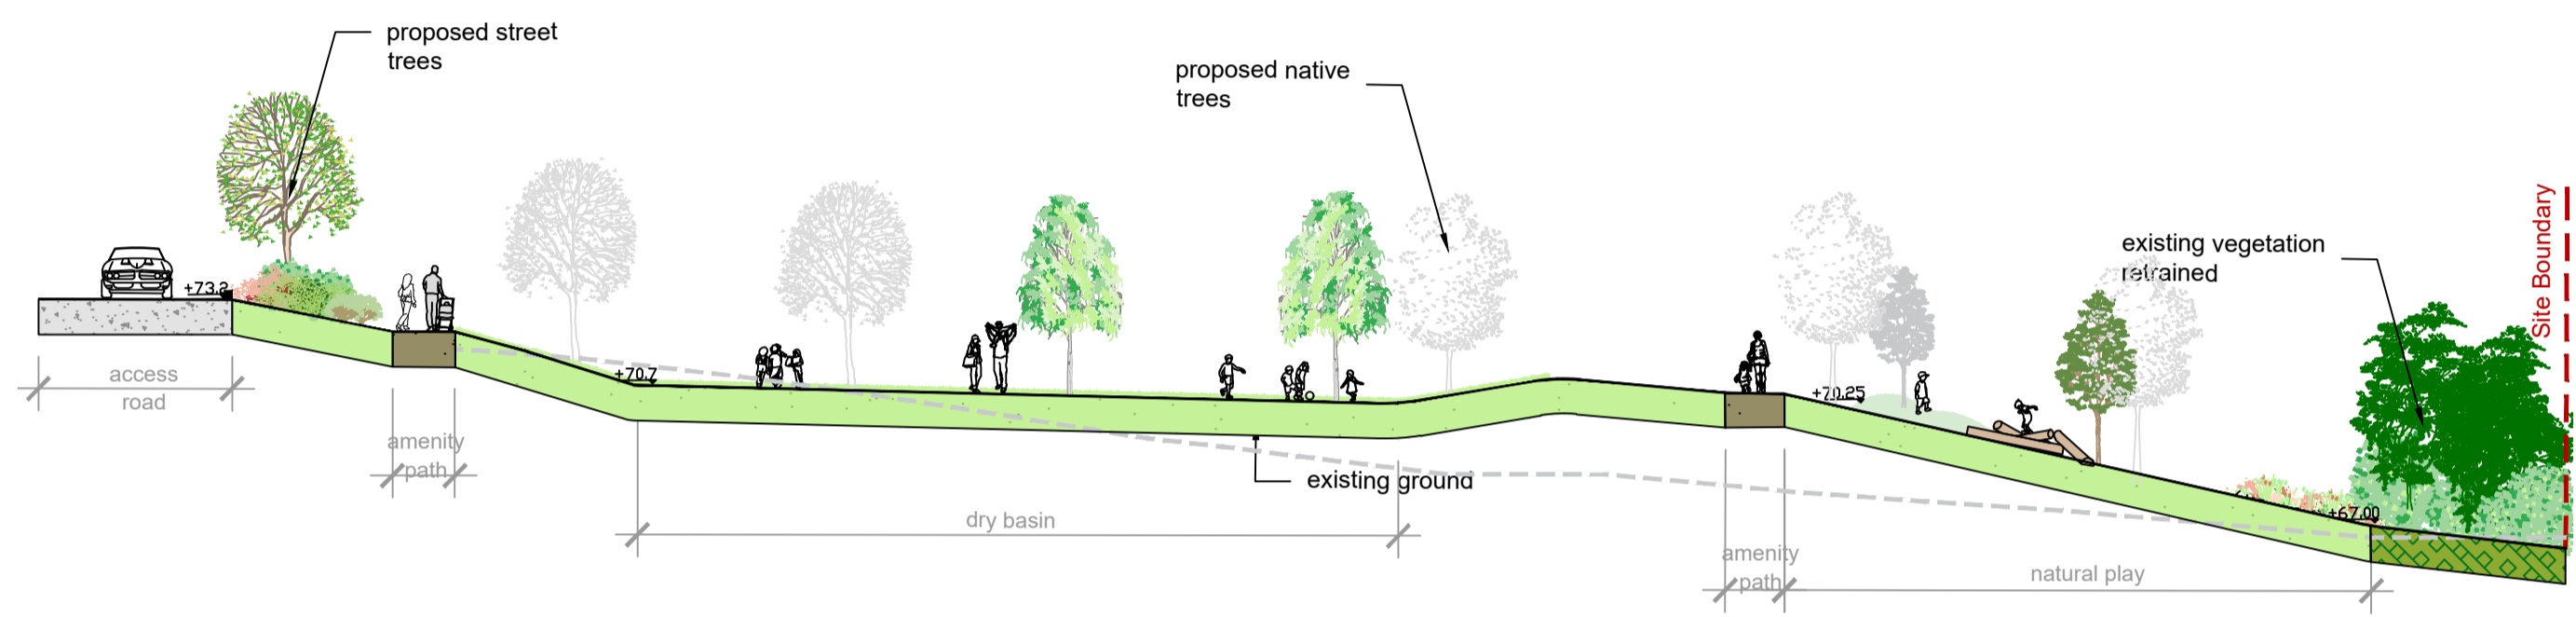 proposed street
trees
proposed native
trees
Site Boundary
existing vegetation
retrained
+73.2
+70.7
+70.25
+67.00
access
road
amenity
path
existing ground
dry basin
amenity
path
natural play